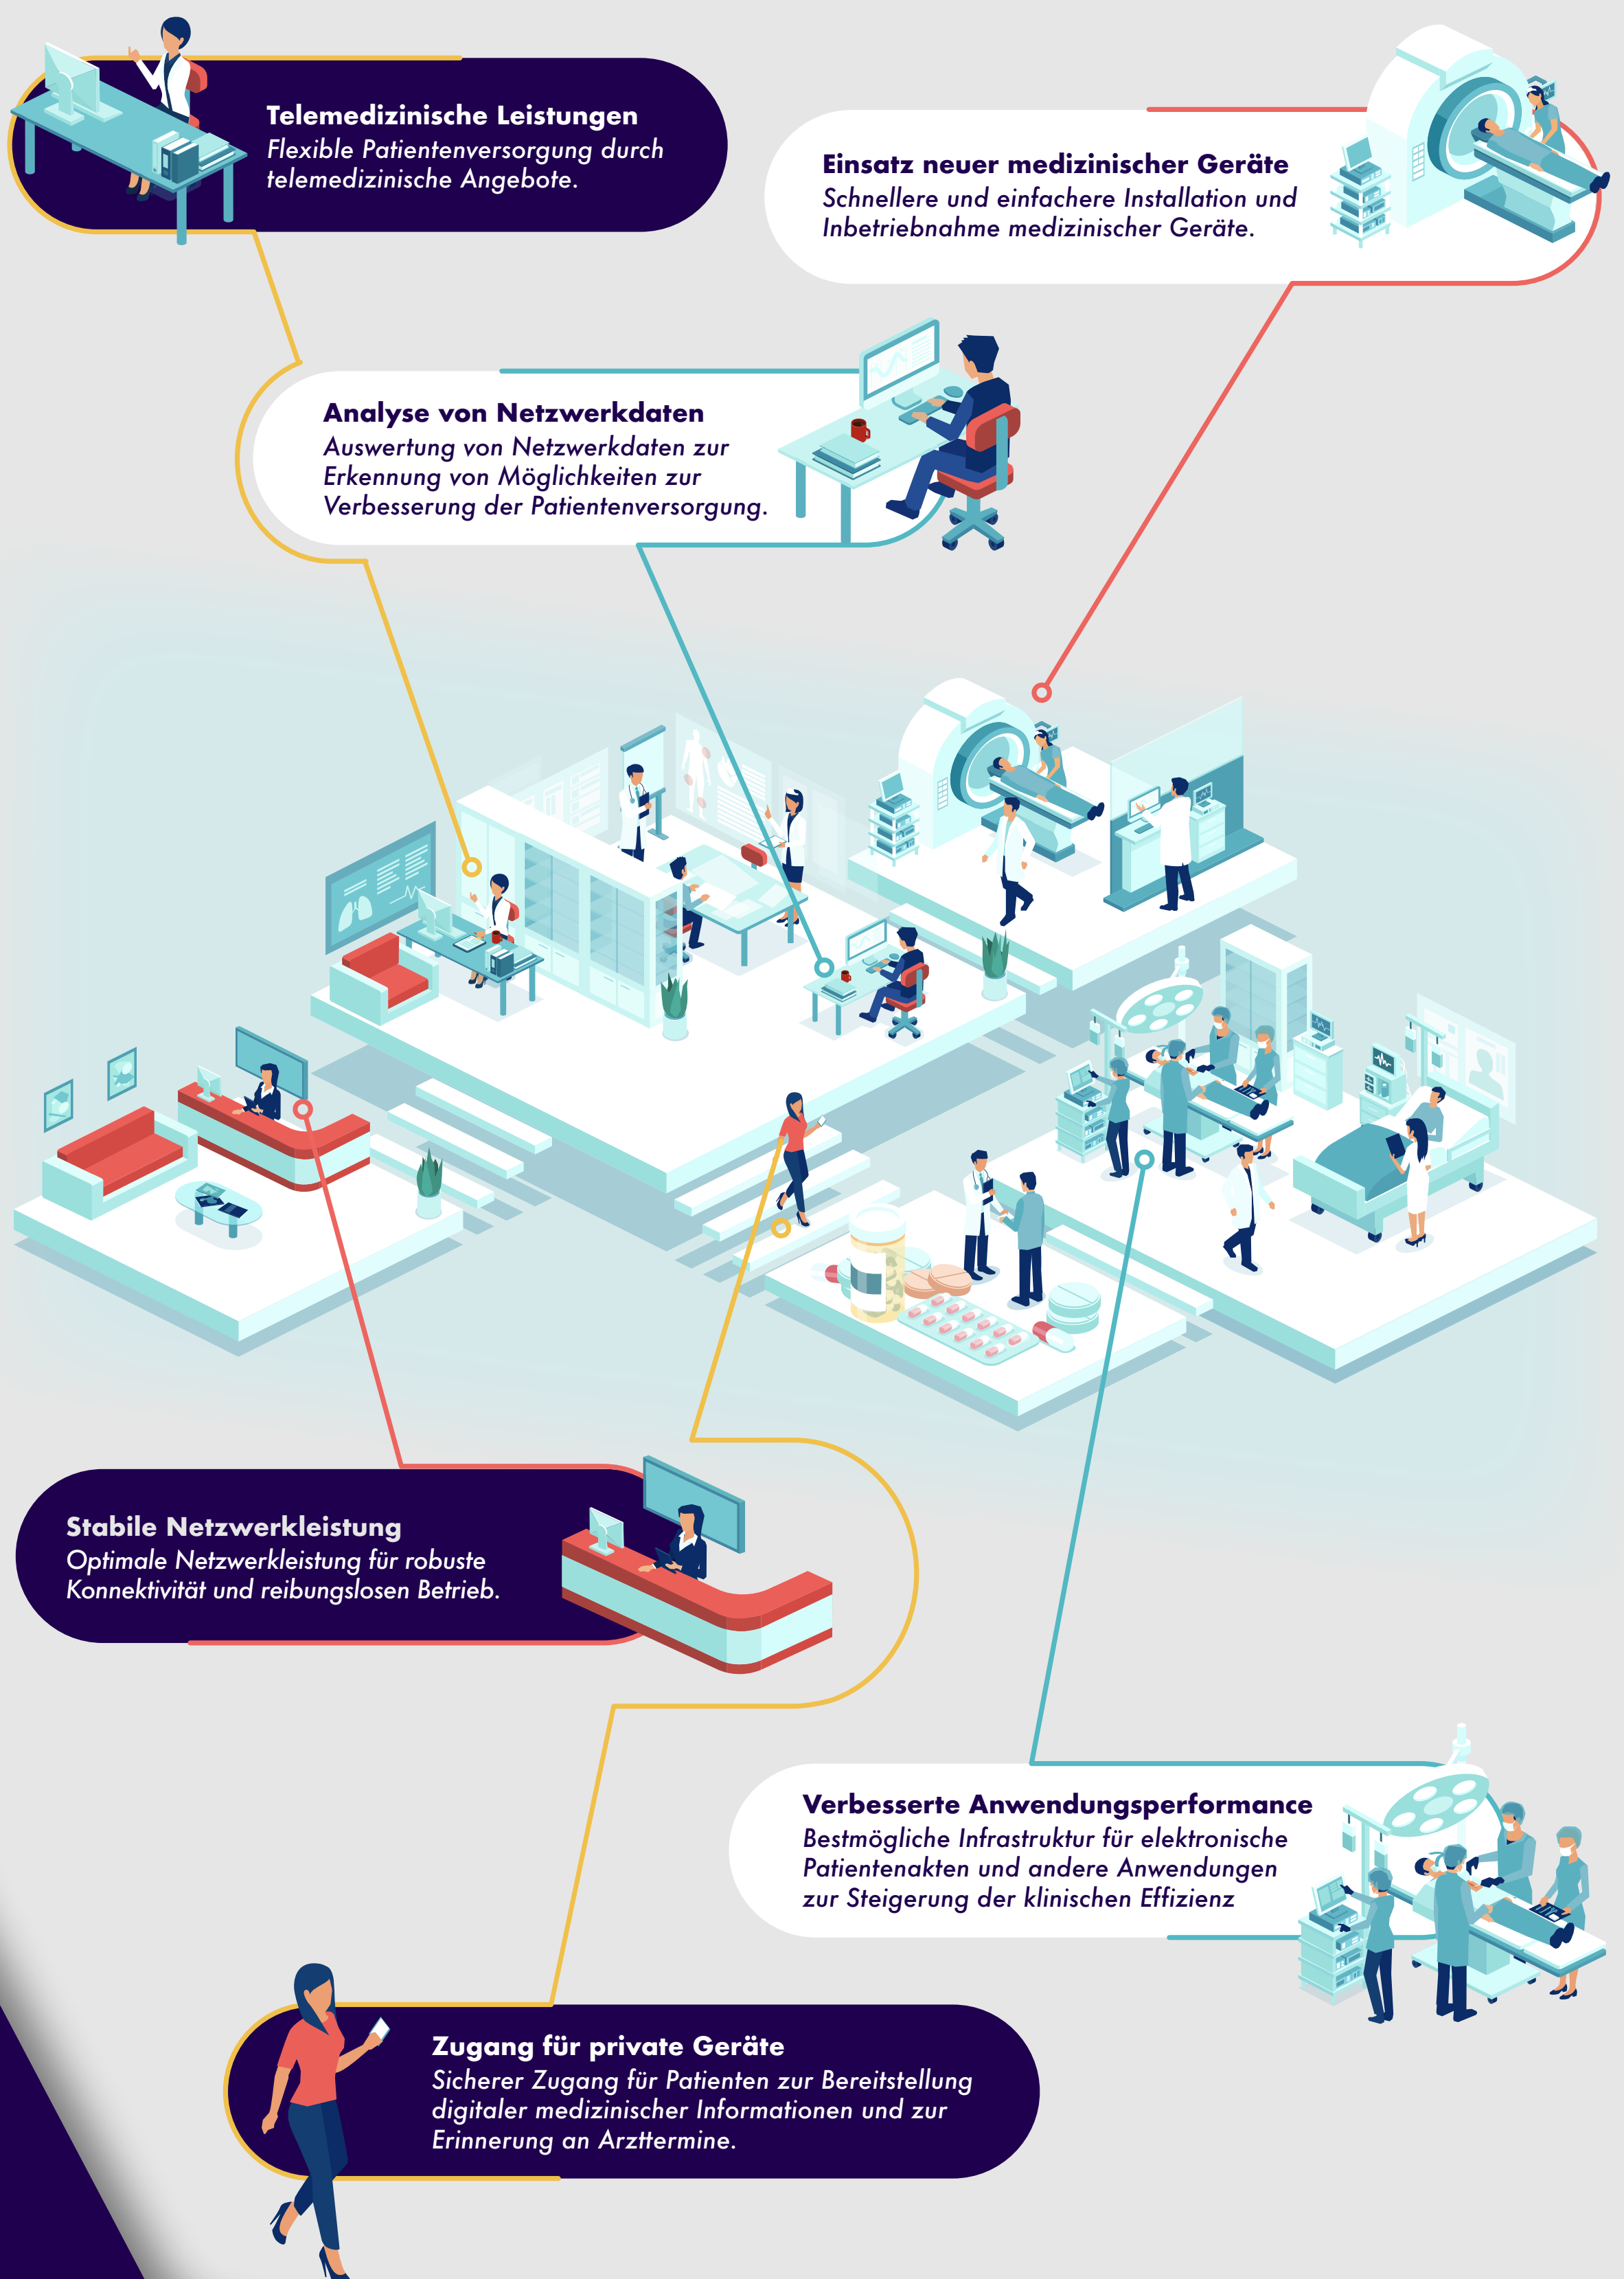 Telemedizinische Leistungen
Flexible Patientenversorgung durch
telemedizinische Angebote.
Einsatz neuer medizinischer Geräte
Schnellere und einfachere Installation und
Inbetriebnahme medizinischer Geräte.
Analyse von Netzwerkdaten
Auswertung von Netzwerkdaten zur
Erkennung von Möglichkeiten zur
Verbesserung der Patientenversorgung.
Stabile Netzwerkleistung
Optimale Netzwerkleistung für robuste
Konnektivität und reibungslosen Betrieb.
Verbesserte Anwendungsperformance
Bestmögliche Infrastruktur für elektronische
Patientenakten und andere Anwendungen
zur Steigerung der klinischen Effizienz
Zugang für private Geräte
Sicherer Zugang für Patienten zur Bereitstellung
digitaler medizinischer Informationen und zur
Erinnerung an Arzttermine.